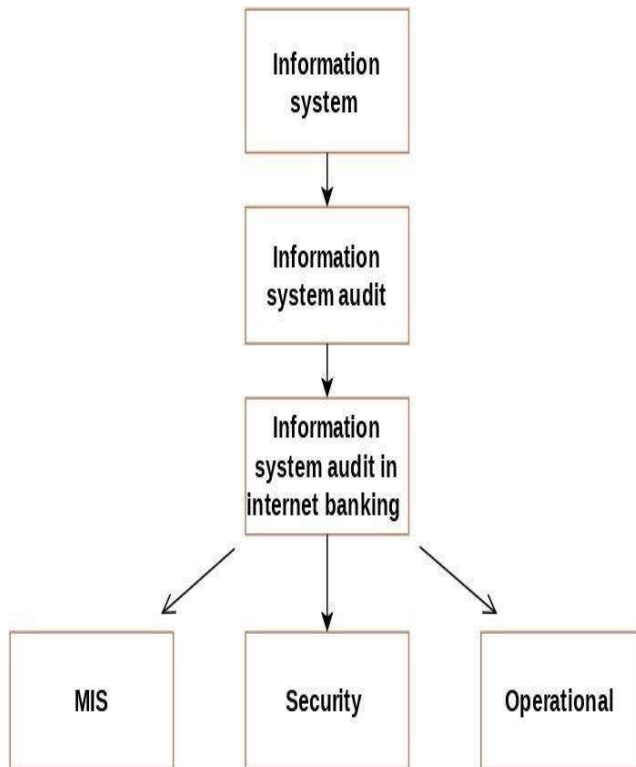 Information
system
Information
system audit
Information
system audit in
internet banking
MIS
Security
Operational